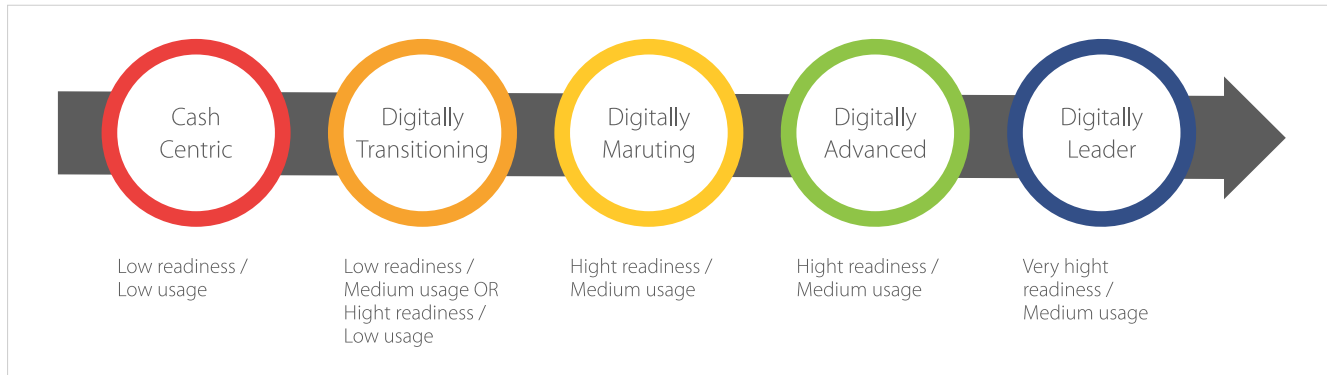 Cash
Centric
Digitally
Transitioning
Digitally
Maruting
Digitally
Advanced
Digitally
Leader
Low readiness /
Low usage
Low readiness /
Medium usage OR
Hight readiness /
Low usage
Hight readiness /
Medium usage
Hight readiness /
Medium usage
Very hight
readiness /
Medium usage